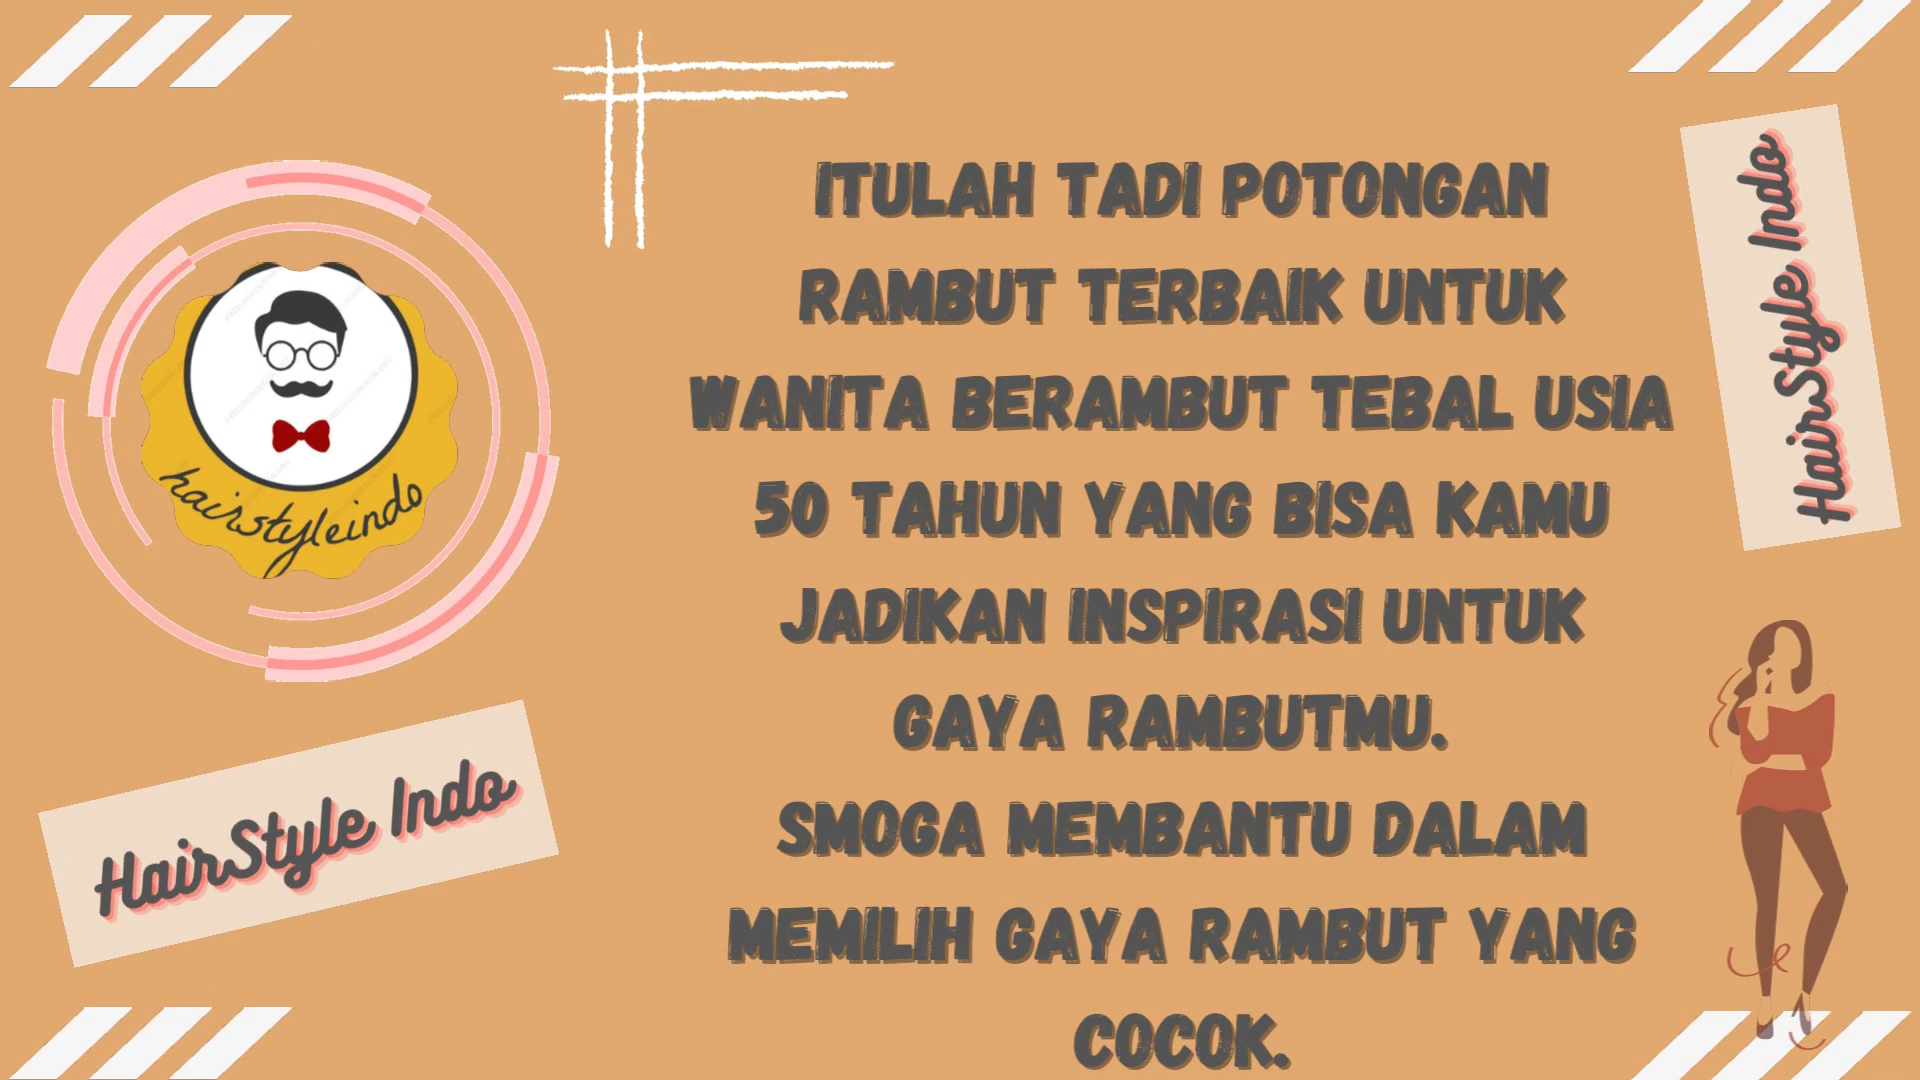 ITULAH TADI POTONGAN
RAMBUT TERBAIK UNTUK
WANITA BERAMBUT TEBAL USIA
50 TAHUN YANG BISA KAMU
JADIKAN INSPIRASI UNTUK
GAYA RAMBUTMU.
SMOGA MEMBANTU DALAM
MEMILIH GAYA RAMBUT YANG
COCOK.
hairstyleindo
HairStyle Indo
HairStyle Indo